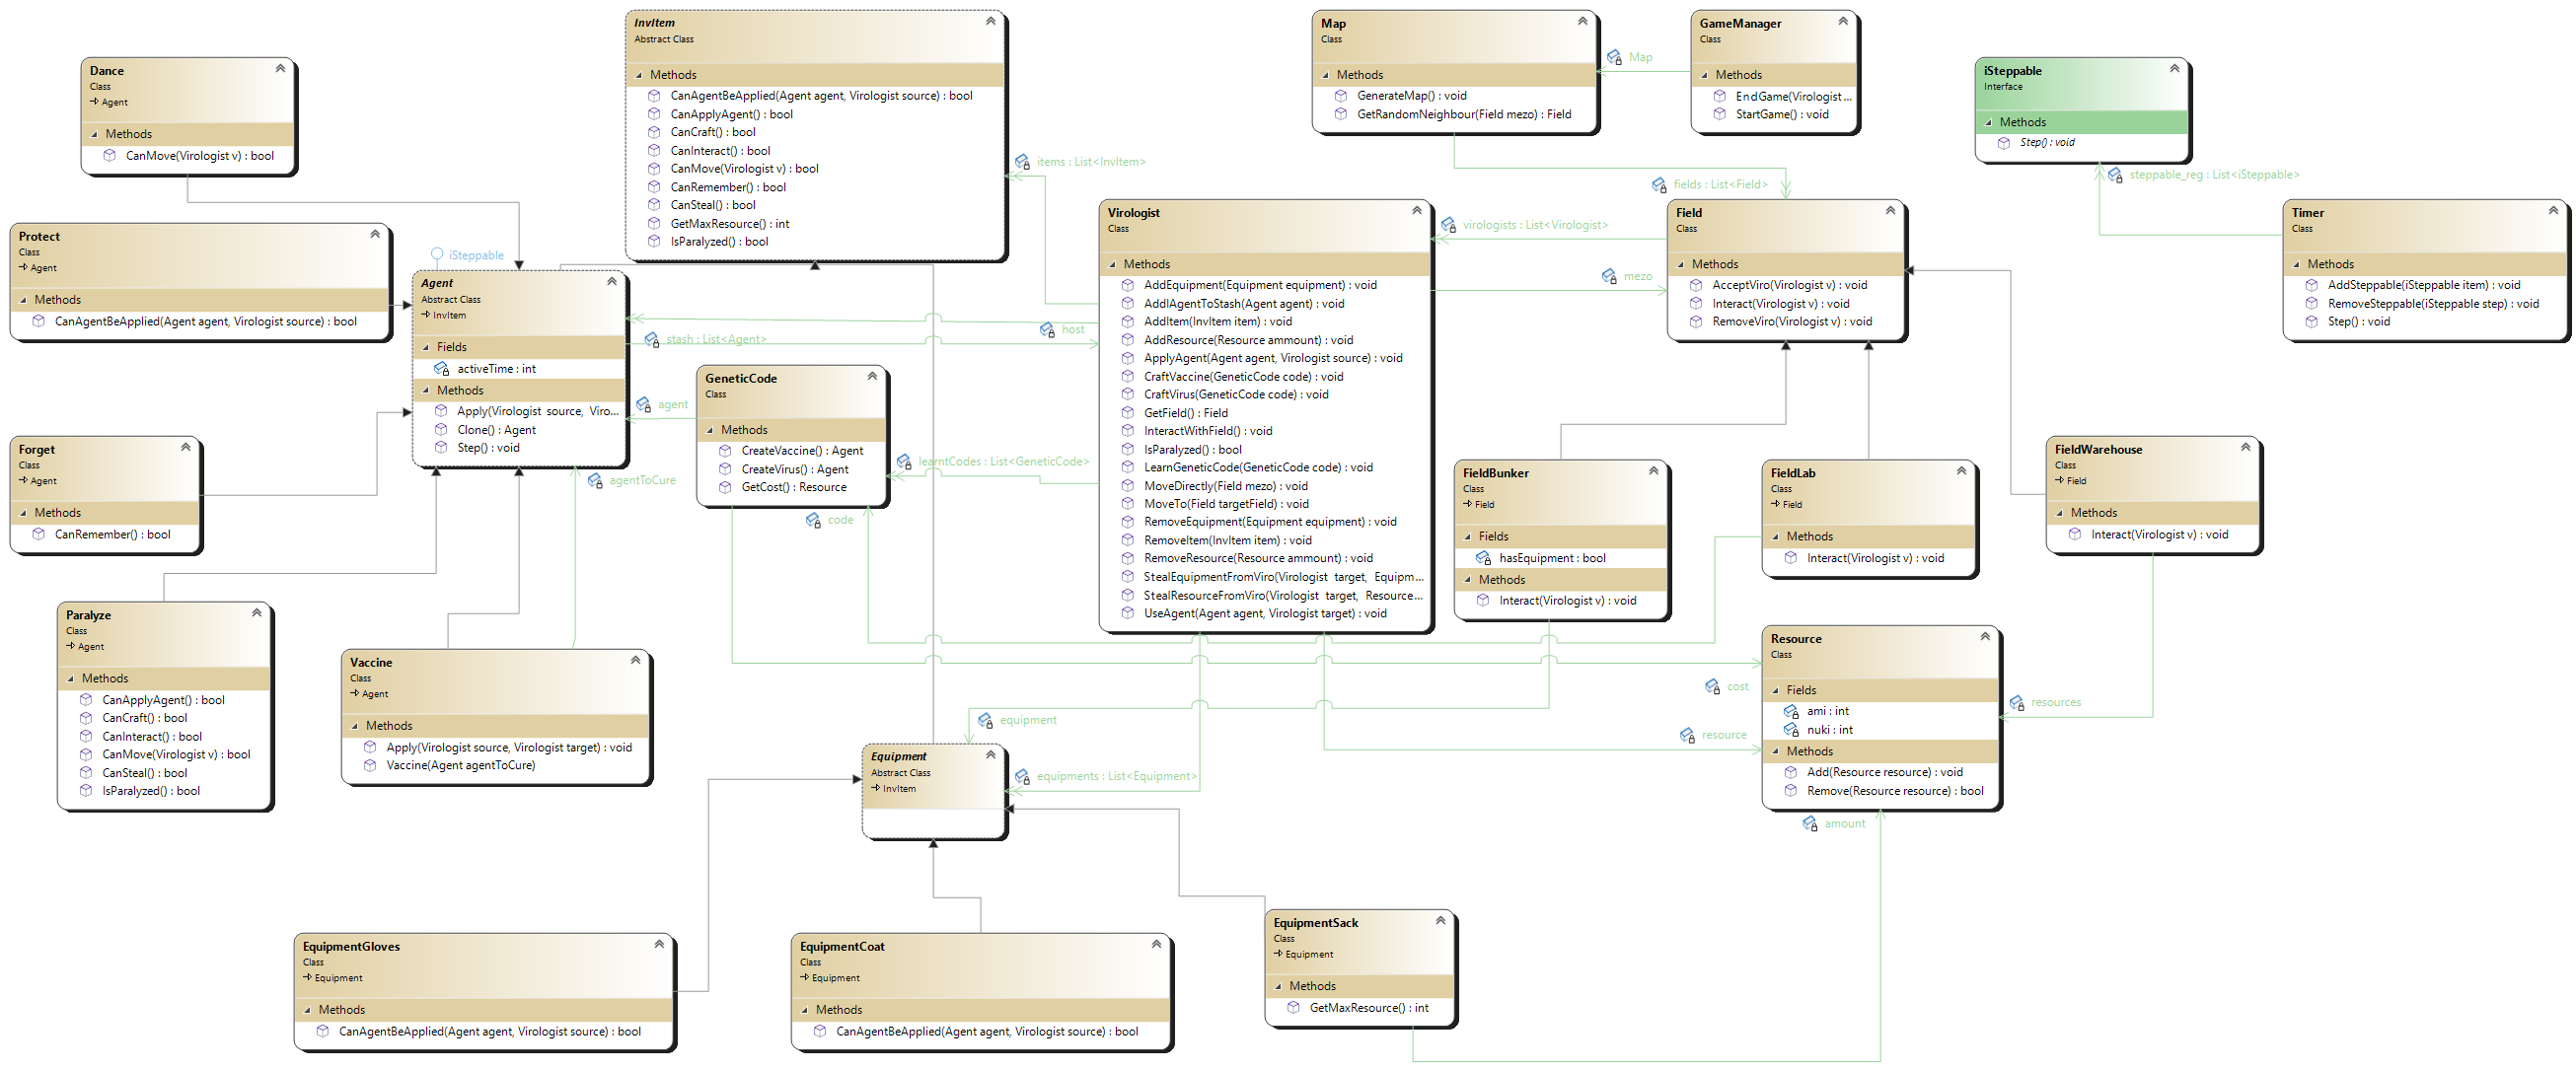 Dance
Class
Agent
Methods
CanMove(Virologist v) : bool
Protect
Class
Agent
Methods
CanAgentBeApplied(Agent agent, Virologist source) : bool
Forget
Class
Agent
Methods
CanRemember() : bool
Paralyze
Class
Agent
Methods
CanApplyAgent() : bool
CanCraft() : bool
CanInteract() : bool
CanMove(Virologist v) : bool
CanSteal() : bool
IsParalyzed() : bool
iSteppable
Agent
Abstract Class
InvItem
Fields
activeTime : int
Methods
Apply(Virologist source, Viro...
Clone() : Agent
Step() : void
agentToCure
Vaccine
Class
Agent
Methods
Apply(Virologist source, Virologist target) : void
Vaccine(Agent agentToCure)
InvItem
Abstract Class
Methods
CanAgentBeApplied(Agent agent, Virologist source) : bool
CanApplyAgent() : bool
CanCraft() : bool
CanInteract() : bool
CanMove(Virologist v) : bool
CanRemember() : bool
CanSteal() : bool
GetMaxResource() : int
IsParalyzed() : bool
items : List<InvItem>
host
stash : List<Agent>
agent
GeneticCode
Class
Methods
CreateVaccine() : Agent
CreateVirus() : Agent
GetCost() : Resource
learntCodes : List<GeneticCode>
code
Virologist
Class
Methods
AddEquipment(Equipment equipment) : void
AddIAgentToStash(Agent agent) : void
AddItem(InvItem item) : void
AddResource(Resource ammount) : void
ApplyAgent(Agent agent, Virologist source) : void
CraftVaccine(GeneticCode code) : void
CraftVirus(GeneticCode code) : void
GetField() : Field
InteractWithField() : void
IsParalyzed() : bool
LearnGeneticCode(GeneticCode code) : void
MoveDirectly(Field mezo) : void
MoveTo(Field targetField) : void
RemoveEquipment(Equipment equipment) : void
RemoveItem(InvItem item) : void
RemoveResource(Resource ammount) : void
StealEquipmentFromViro(Virologist target, Equipm...
StealResourceFromViro(Virologist target, Resource...
UseAgent(Agent agent, Virologist target) : void
Map
Class
Methods
GenerateMap() : void
GetRandomNeighbour(Field mezo) : Field
Map
GameManager
Class
Methods
EndGame(Virologist ...
StartGame() : void
fields : List<Field>
virologists : List<Virologist>
mezo
Field
Class
Methods
AcceptViro(Virologist v) : void
Interact(Virologist v) : void
RemoveViro(Virologist v) : void
iSteppable
Interface
Methods
Step() : void
steppable_reg : List<iSteppable>
Timer
Class
Methods
AddSteppable(iSteppable item) : void
RemoveSteppable(iSteppable step) : void
Step() : void
FieldBunker
Class
Field
Fields
hasEquipment : bool
Methods
Interact(Virologist v) : void
FieldLab
Class
Field
Methods
Interact(Virologist v) : void
FieldWarehouse
Class
Field
Methods
Interact(Virologist v) : void
cost
resource
resources
Resource
Class
Fields
ami : int
nuki : int
Methods
Add(Resource resource) : void
Remove(Resource resource) : bool
amount
equipment
equipments : List<Equipment>
Equipment
Abstract Class
InvItem
EquipmentGloves
Class
Equipment
Methods
CanAgentBeApplied(Agent agent, Virologist source) : bool
EquipmentCoat
Class
Equipment
Methods
CanAgentBeApplied(Agent agent, Virologist source) : bool
EquipmentSack
Class
Equipment
Methods
GetMaxResource() : int